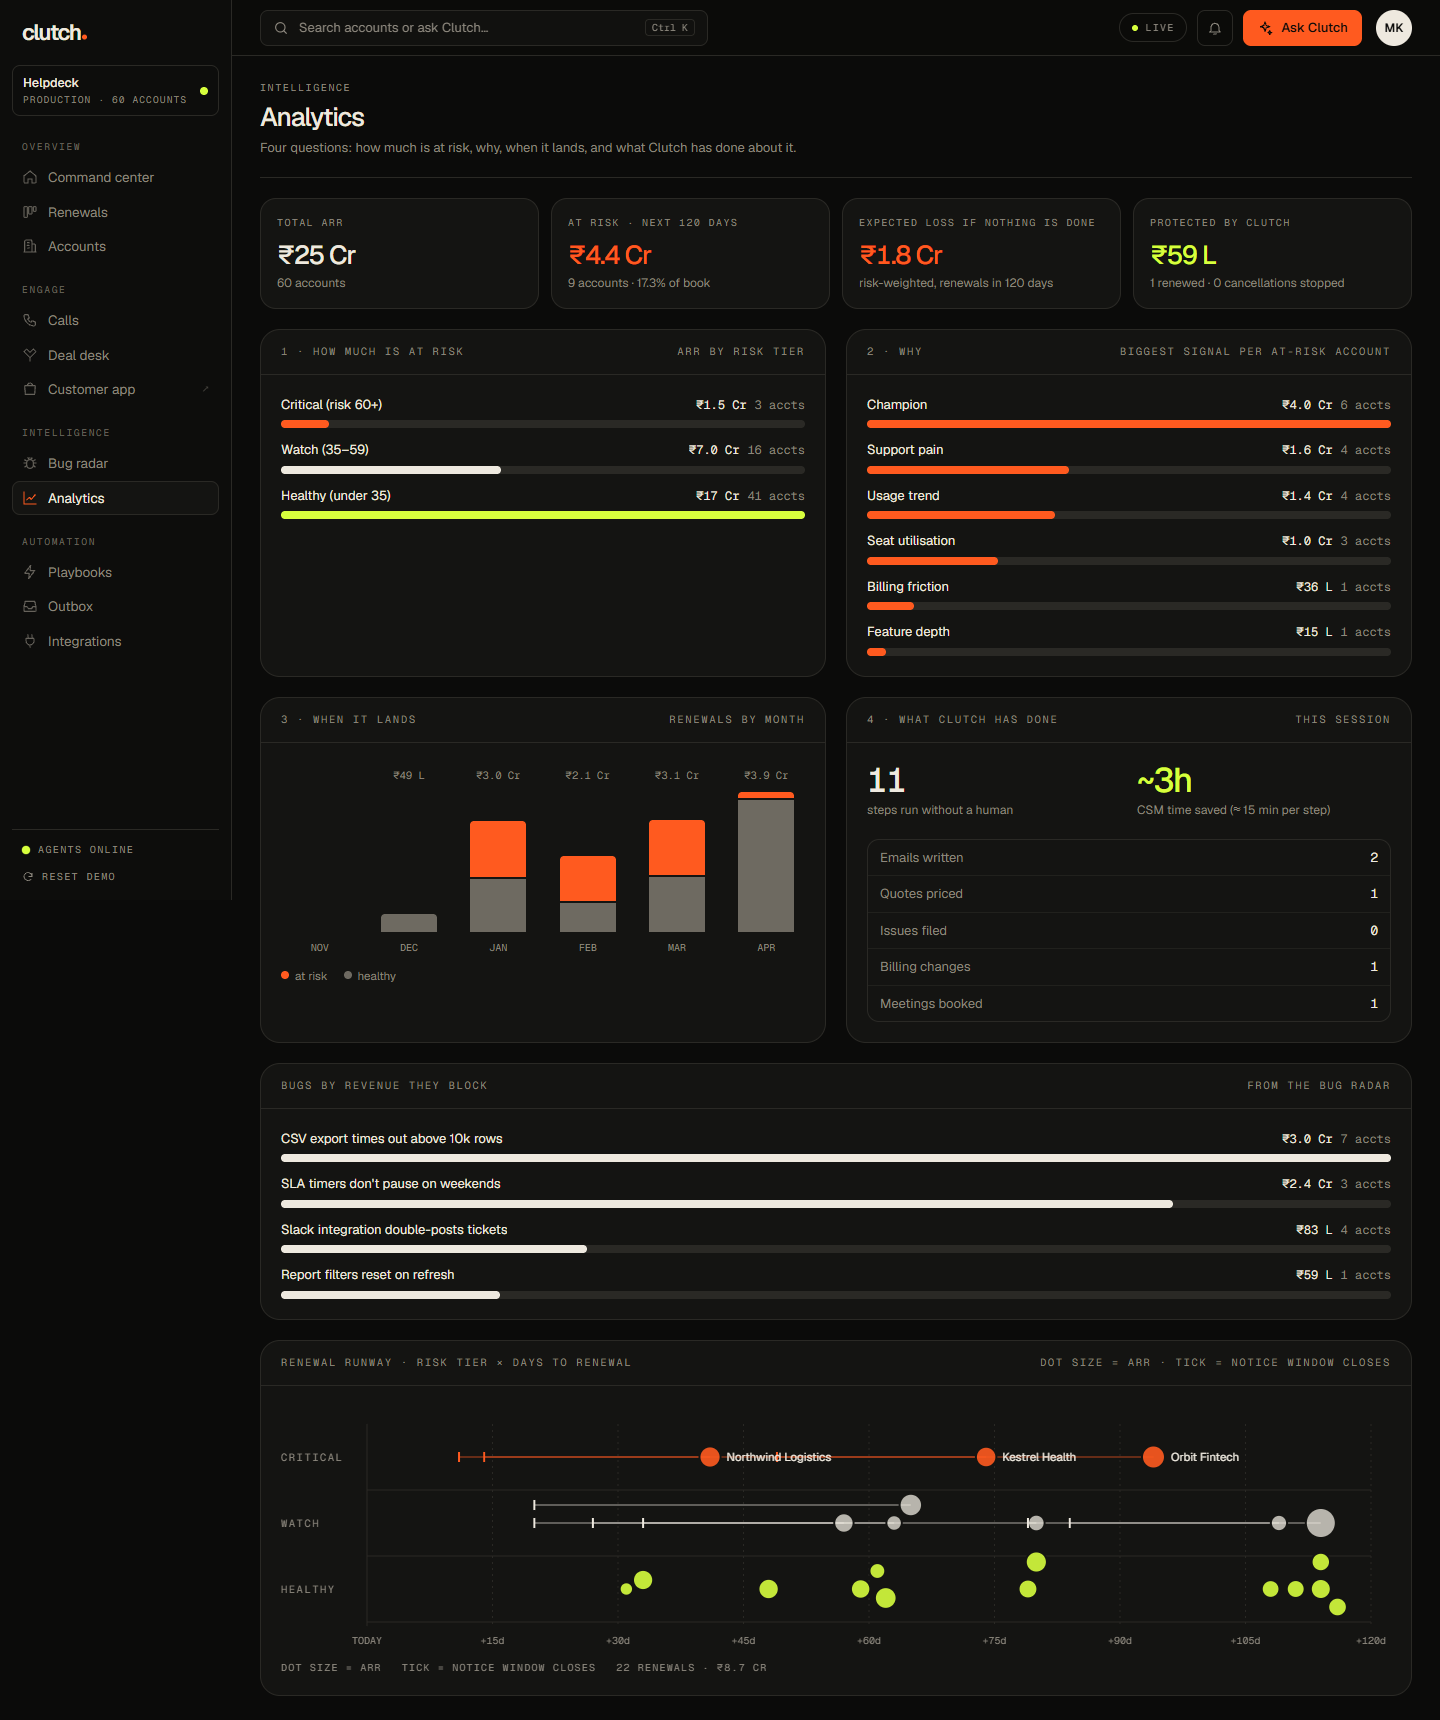 clutch.
Helpdeck
PRODUCTION · 60 ACCOUNTS
OVERVIEW
Command center
Renewals
Accounts
ENGAGE
Calls
Deal desk
Customer app ↗
INTELLIGENCE
Bug radar
Analytics
AUTOMATION
Playbooks
Outbox
Integrations
AGENTS ONLINE
RESET DEMO
Search accounts or ask Clutch… Ctrl K
LIVE
Ask Clutch
MK
INTELLIGENCE
Analytics
Four questions: how much is at risk, why, when it lands, and what Clutch has done about it.
TOTAL ARR
₹25 Cr
60 accounts
AT RISK · NEXT 120 DAYS
₹4.4 Cr
9 accounts · 17.3% of book
EXPECTED LOSS IF NOTHING IS DONE
₹1.8 Cr
risk-weighted, renewals in 120 days
PROTECTED BY CLUTCH
₹59 L
1 renewed · 0 cancellations stopped
1 · HOW MUCH IS AT RISK ARR BY RISK TIER
Critical (risk 60+) ₹1.5 Cr 3 accts
Watch (35–59) ₹7.0 Cr 16 accts
Healthy (under 35) ₹17 Cr 41 accts
2 · WHY BIGGEST SIGNAL PER AT-RISK ACCOUNT
Champion ₹4.0 Cr 6 accts
Support pain ₹1.6 Cr 4 accts
Usage trend ₹1.4 Cr 4 accts
Seat utilisation ₹1.0 Cr 3 accts
Billing friction ₹36 L 1 accts
Feature depth ₹15 L 1 accts
3 · WHEN IT LANDS RENEWALS BY MONTH
₹49 L ₹3.0 Cr ₹2.1 Cr ₹3.1 Cr ₹3.9 Cr
NOV DEC JAN FEB MAR APR
at risk healthy
4 · WHAT CLUTCH HAS DONE THIS SESSION
11
steps run without a human
~3h
CSM time saved (≈ 15 min per step)
Emails written 2
Quotes priced 1
Issues filed 0
Billing changes 1
Meetings booked 1
BUGS BY REVENUE THEY BLOCK FROM THE BUG RADAR
CSV export times out above 10k rows ₹3.0 Cr 7 accts
SLA timers don't pause on weekends ₹2.4 Cr 3 accts
Slack integration double-posts tickets ₹83 L 4 accts
Report filters reset on refresh ₹59 L 1 accts
RENEWAL RUNWAY · RISK TIER × DAYS TO RENEWAL DOT SIZE = ARR · TICK = NOTICE WINDOW CLOSES
CRITICAL Northwind Logistics Kestrel Health Orbit Fintech
WATCH
HEALTHY
TODAY +15d +30d +45d +60d +75d +90d +105d +120d
DOT SIZE = ARR TICK = NOTICE WINDOW CLOSES 22 RENEWALS · ₹8.7 CR